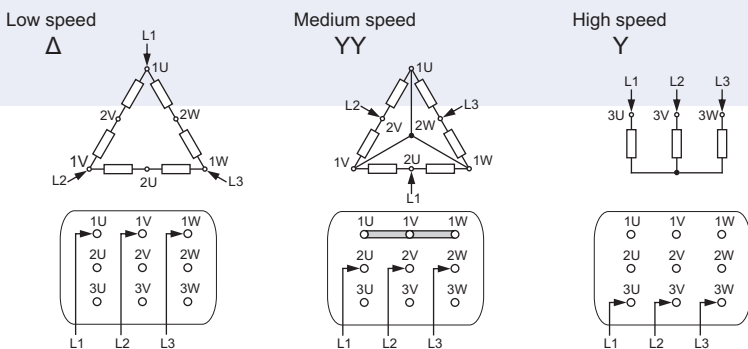 Low speed
Δ
L1
1U
2V
2W
1V
1W
L2
2U
L3
1U 1V 1W
2U 2V 2W
3U 3V 3W
L1 L2 L3
Medium speed
YY
1U
L2
L3
2V
2W
1V
2U
1W
L1
1U 1V 1W
2U 2V 2W
3U 3V 3W
L1 L2 L3
High speed
Y
L1 L2 L3
3U 3V 3W
1U 1V 1W
2U 2V 2W
3U 3V 3W
L1 L2 L3